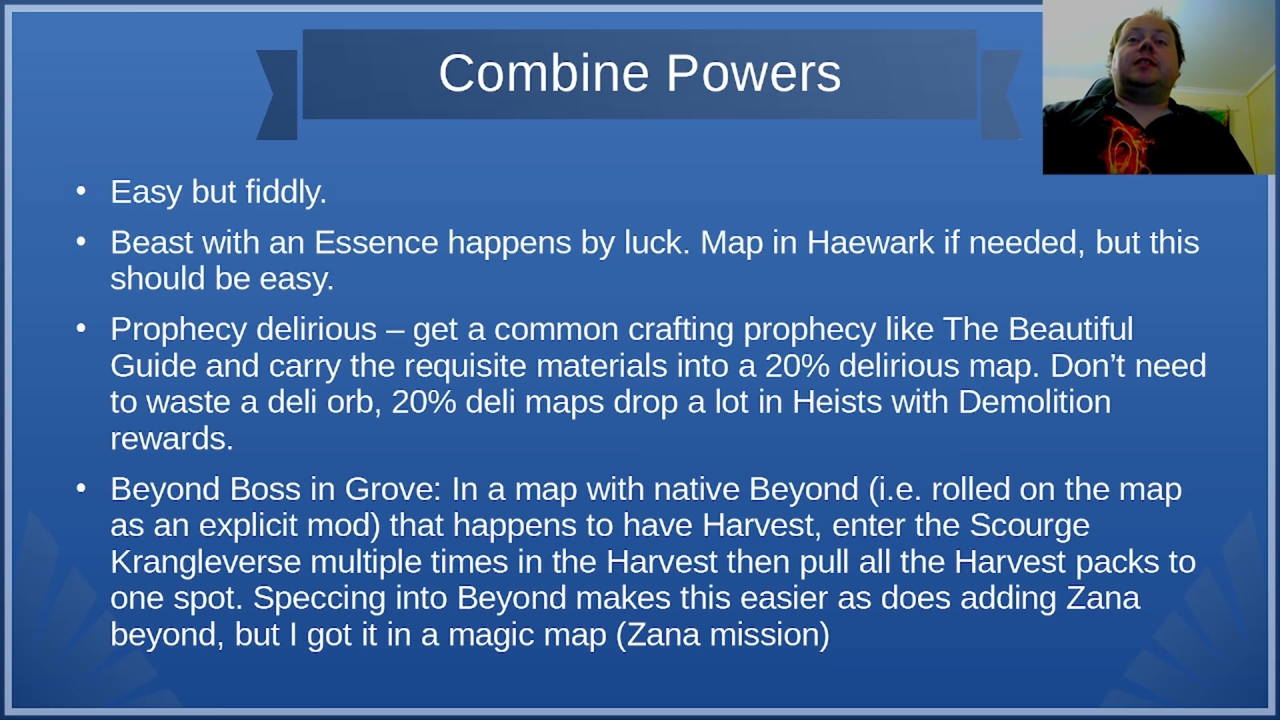 Combine Powers
• Easy but fiddly.
• Beast with an Essence happens by luck. Map in Haewark if needed, but this
should be easy.
• Prophecy delirious – get a common crafting prophecy like The Beautiful
Guide and carry the requisite materials into a 20% delirious map. Don’t need
to waste a deli orb, 20% deli maps drop a lot in Heists with Demolition
rewards.
• Beyond Boss in Grove: In a map with native Beyond (i.e. rolled on the map
as an explicit mod) that happens to have Harvest, enter the Scourge
Krangleverse multiple times in the Harvest then pull all the Harvest packs to
one spot. Speccing into Beyond makes this easier as does adding Zana
beyond, but I got it in a magic map (Zana mission)